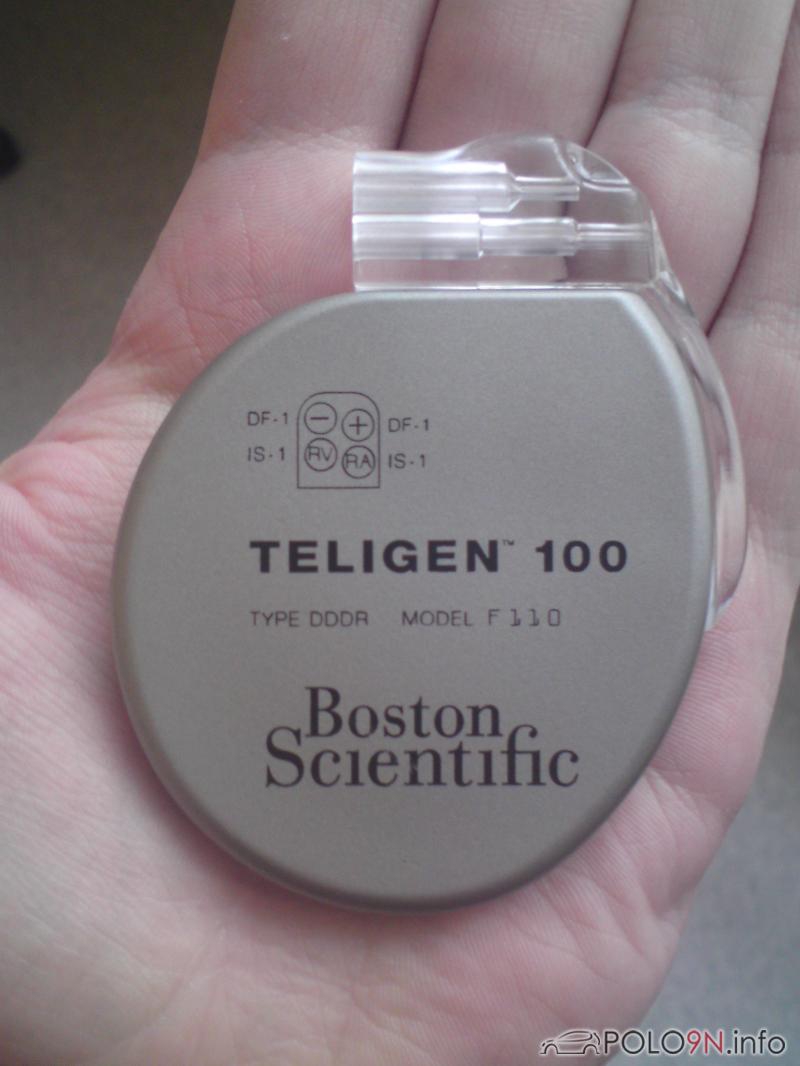 DF-1 − + DF-1
IS-1 RV RA IS-1
TELIGEN™ 100
TYPE DDDR MODEL F110
Boston
Scientific
POLO9N.info